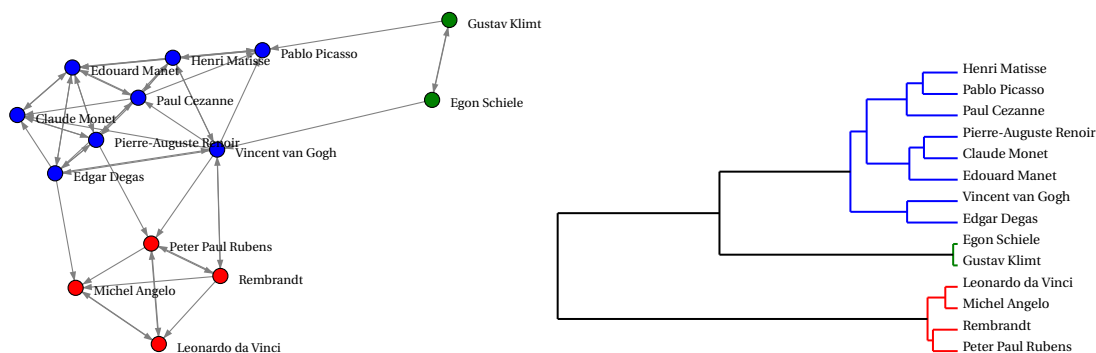 Gustav Klimt
Pablo Picasso
Henri Matisse
Edouard Manet
Paul Cezanne
Egon Schiele
Claude Monet
Pierre-Auguste Renoir
Vincent van Gogh
Edgar Degas
Peter Paul Rubens
Rembrandt
Michel Angelo
Leonardo da Vinci
Henri Matisse
Pablo Picasso
Paul Cezanne
Pierre-Auguste Renoir
Claude Monet
Edouard Manet
Vincent van Gogh
Edgar Degas
Egon Schiele
Gustav Klimt
Leonardo da Vinci
Michel Angelo
Rembrandt
Peter Paul Rubens